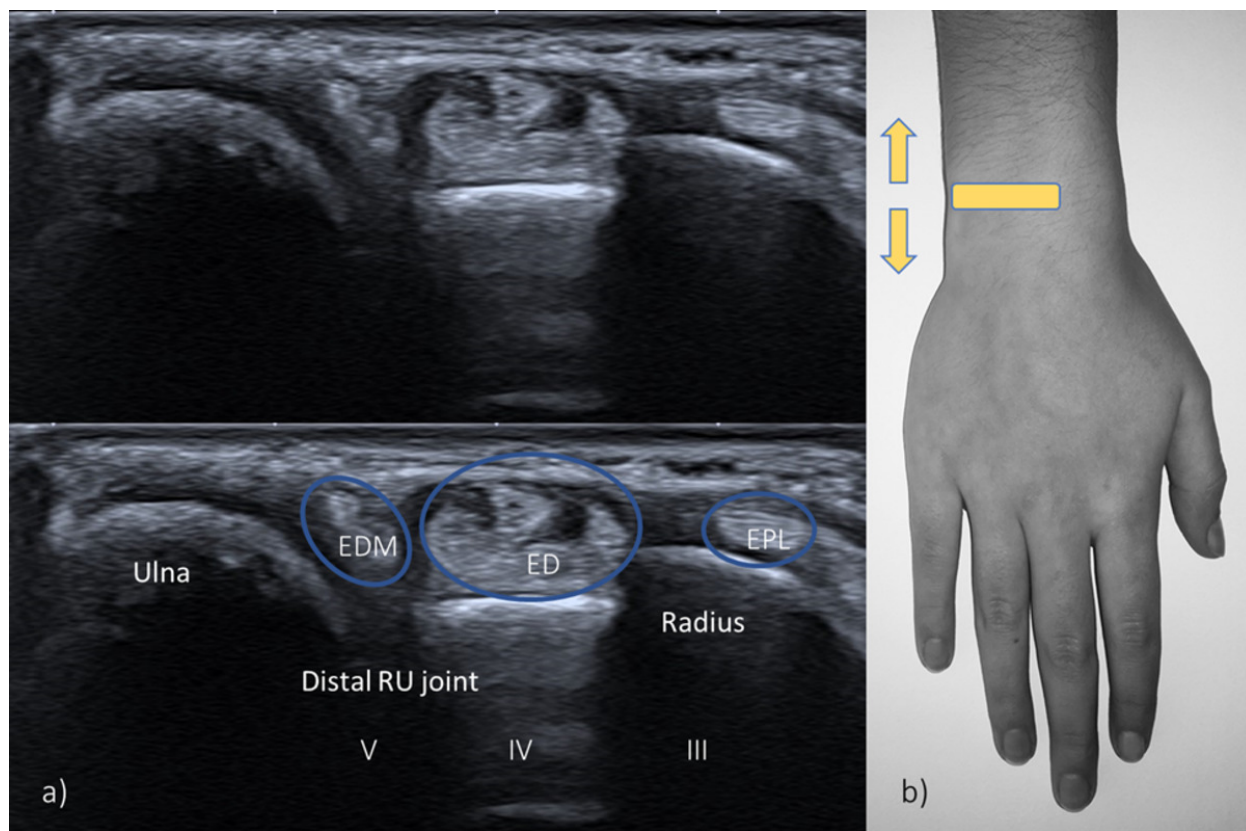 EDM
ED
EPL
Ulna
Radius
Distal RU joint
V IV III
a)
b)